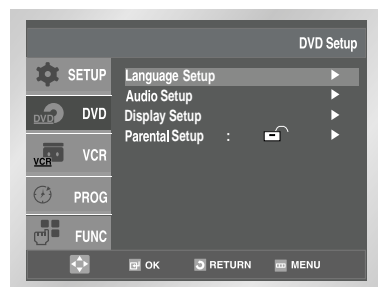 DVD Setup
SETUP
DVD
DVD
VCR
VCR
PROG
FUNC
Language Setup
Audio Setup
Display Setup
Parental Setup :
OK RETURN MENU